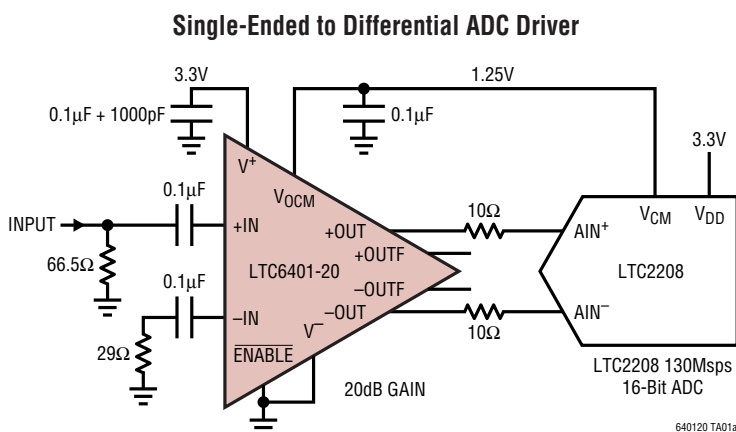 Single-Ended to Differential ADC Driver
3.3V
1.25V
0.1µF + 1000pF
0.1µF
3.3V
V+
0.1µF
VOCM
VCM
VDD
INPUT
+IN
+OUT
10Ω
AIN+
+OUTF
66.5Ω
LTC6401-20
LTC2208
0.1µF
–OUTF
–IN
–OUT
AIN–
V–
10Ω
29Ω
ENABLE
20dB GAIN
LTC2208 130Msps
16-Bit ADC
640120 TA01a